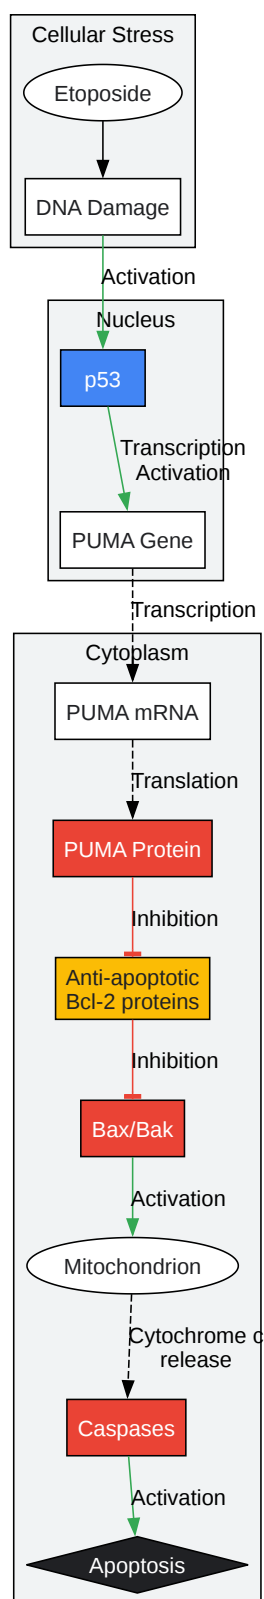 Cellular Stress
Etoposide
DNA Damage
Activation
Nucleus
p53
Transcription
Activation
PUMA Gene
Transcription
Cytoplasm
PUMA mRNA
Translation
PUMA Protein
Inhibition
Anti-apoptotic
Bcl-2 proteins
Inhibition
Bax/Bak
Activation
Mitochondrion
Cytochrome c
release
Caspases
Activation
Apoptosis